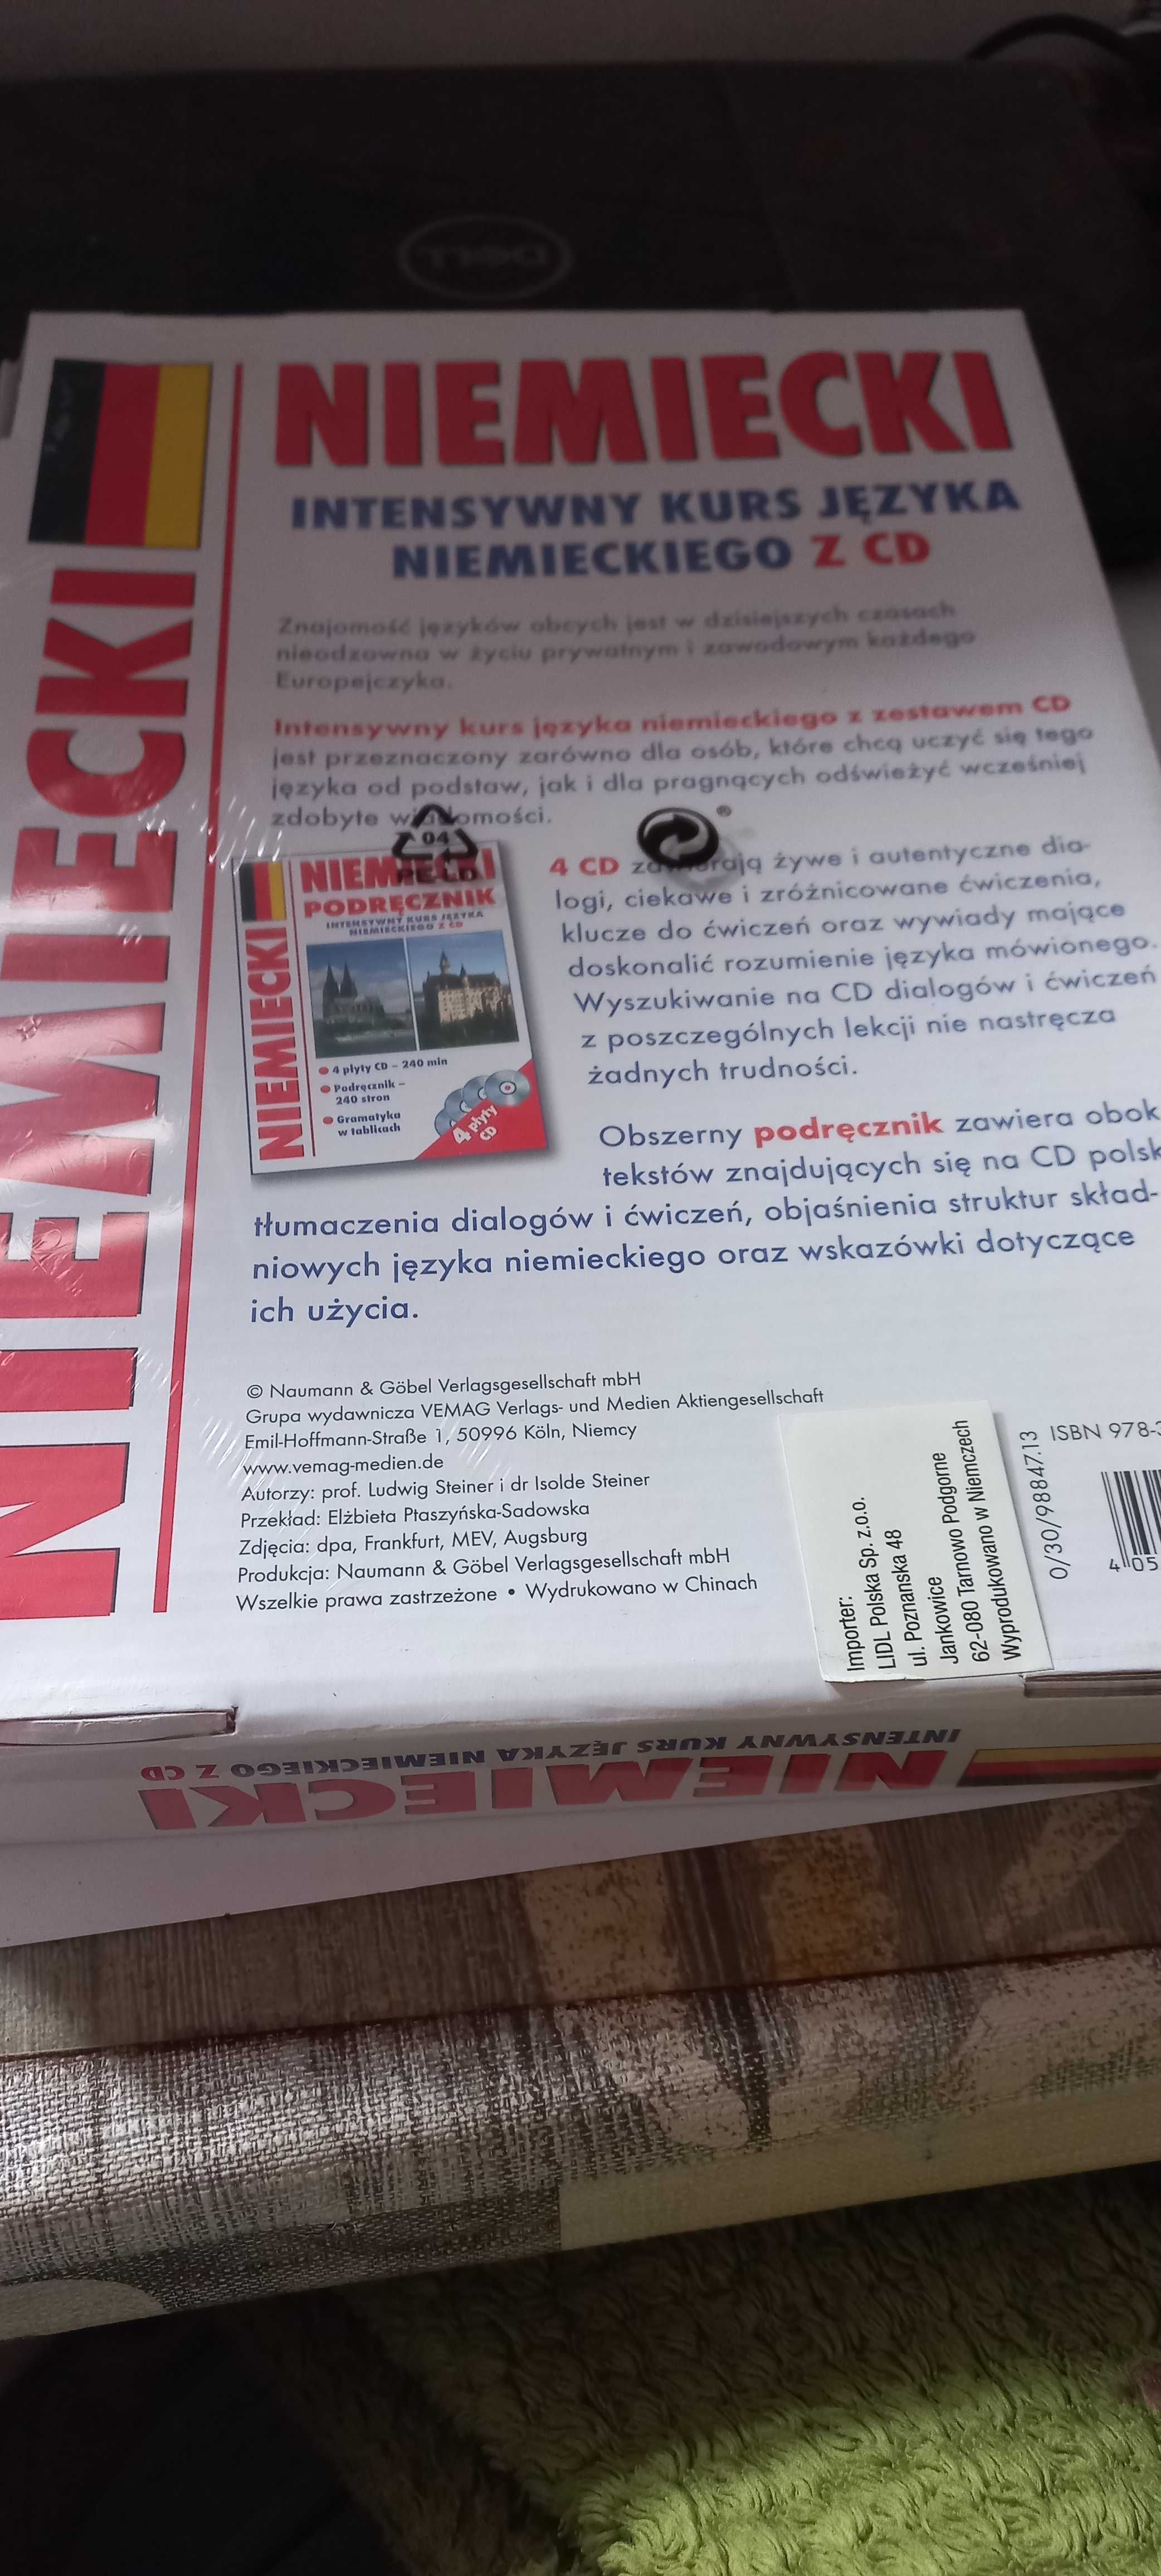 DELL
NIEMIECKI
INTENSYWNY KURS JĘZYKA
NIEMIECKIEGO Z CD
Znajomość języków obcych jest w dzisiejszych czasach
nieodzowna w życiu prywatnym i zawodowym każdego
Europejczyka.
Intensywny kurs języka niemieckiego z zestawem CD
jest przeznaczony zarówno dla osób, które chcą uczyć się tego
języka od podstaw, jak i dla pragnących odświeżyć wcześniej
zdobyte wiadomości.
04
PE-LD
®
NIEMIECKI
PODRĘCZNIK
INTENSYWNY KURS JĘZYKA
NIEMIECKIEGO Z CD
NIEMIECKI
4 płyty CD – 240 min
Podręcznik –
240 stron
Gramatyka
w tablicach
4 płyty
CD
4 CD zawierają żywe i autentyczne dia-
logi, ciekawe i zróżnicowane ćwiczenia,
klucze do ćwiczeń oraz wywiady mające
doskonalić rozumienie języka mówionego.
Wyszukiwanie na CD dialogów i ćwiczeń
z poszczególnych lekcji nie nastręcza
żadnych trudności.
Obszerny podręcznik zawiera obok
tekstów znajdujących się na CD polsk
tłumaczenia dialogów i ćwiczeń, objaśnienia struktur skład-
niowych języka niemieckiego oraz wskazówki dotyczące
ich użycia.
© Naumann & Göbel Verlagsgesellschaft mbH
Grupa wydawnicza VEMAG Verlags- und Medien Aktiengesellschaft
Emil-Hoffmann-Straße 1, 50996 Köln, Niemcy
www.vemag-medien.de
Autorzy: prof. Ludwig Steiner i dr Isolde Steiner
Przekład: Elżbieta Ptaszyńska-Sadowska
Zdjęcia: dpa, Frankfurt, MEV, Augsburg
Produkcja: Naumann & Göbel Verlagsgesellschaft mbH
Wszelkie prawa zastrzeżone • Wydrukowano w Chinach
Importer:
LIDL Polska Sp. z.o.o.
ul. Poznanska 48
Jankowice
62-080 Tarnowo Podgorne
Wyprodukowano w Niemczech
0/30/98847.13
ISBN 978-3
4 05
NIEMIECKI
INTENSYWNY KURS JĘZYKA NIEMIECKIEGO Z CD
NIEMIECKI